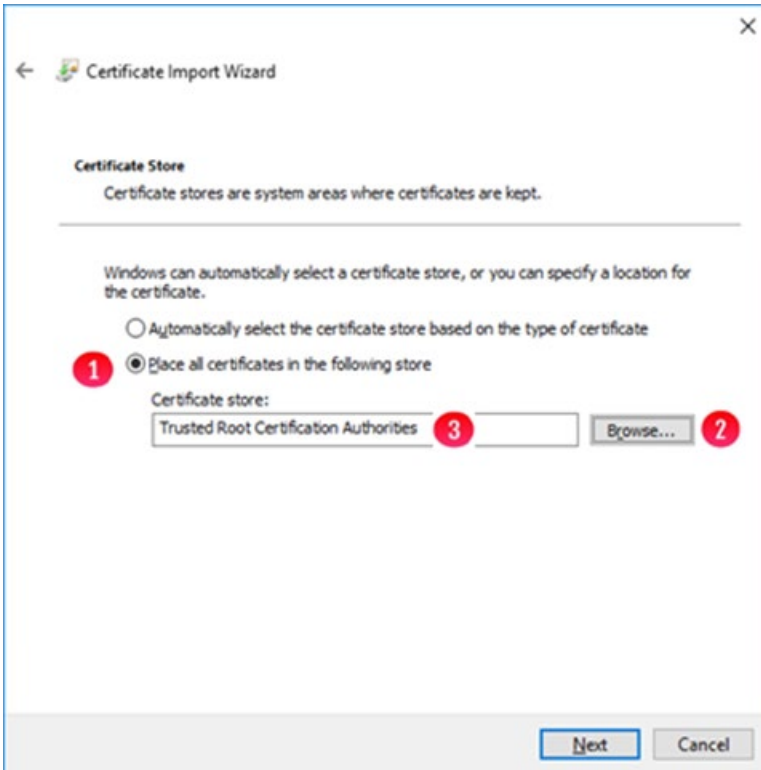 Certificate Import Wizard
Certificate Store
Certificate stores are system areas where certificates are kept.
Windows can automatically select a certificate store, or you can specify a location for
the certificate.
Automatically select the certificate store based on the type of certificate
1 Place all certificates in the following store
Certificate store:
Trusted Root Certification Authorities 3 Browse... 2
Next Cancel